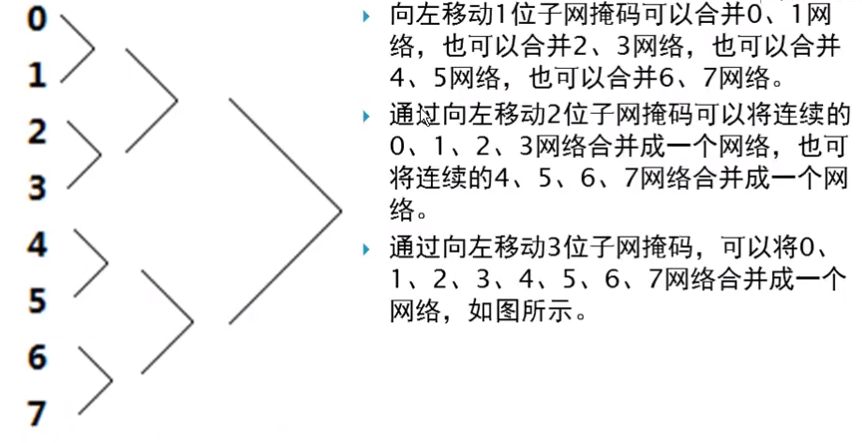 0
1
2
3
4
5
6
7
向左移动1位子网掩码可以合并0、1网
络，也可以合并2、3网络，也可以合并
4、5网络，也可以合并6、7网络。
通过向左移动2位子网掩码可以将连续的
0、1、2、3网络合并成一个网络，也可
将连续的4、5、6、7网络合并成一个网
络。
通过向左移动3位子网掩码，可以将0、
1、2、3、4、5、6、7网络合并成一个
网络，如图所示。